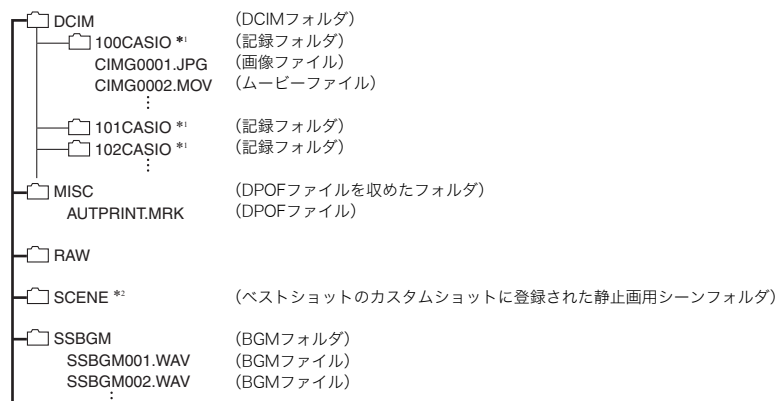 DCIM (DCIMフォルダ)
100CASIO *1 (記録フォルダ)
CIMG0001.JPG (画像ファイル)
CIMG0002.MOV (ムービーファイル)
101CASIO *1 (記録フォルダ)
102CASIO *1 (記録フォルダ)
MISC (DPOFファイルを収めたフォルダ)
AUTPRINT.MRK (DPOFファイル)
RAW
SCENE *2 (ベストショットのカスタムショットに登録された静止画用シーンフォルダ)
SSBGM (BGMフォルダ)
SSBGM001.WAV (BGMファイル)
SSBGM002.WAV (BGMファイル)